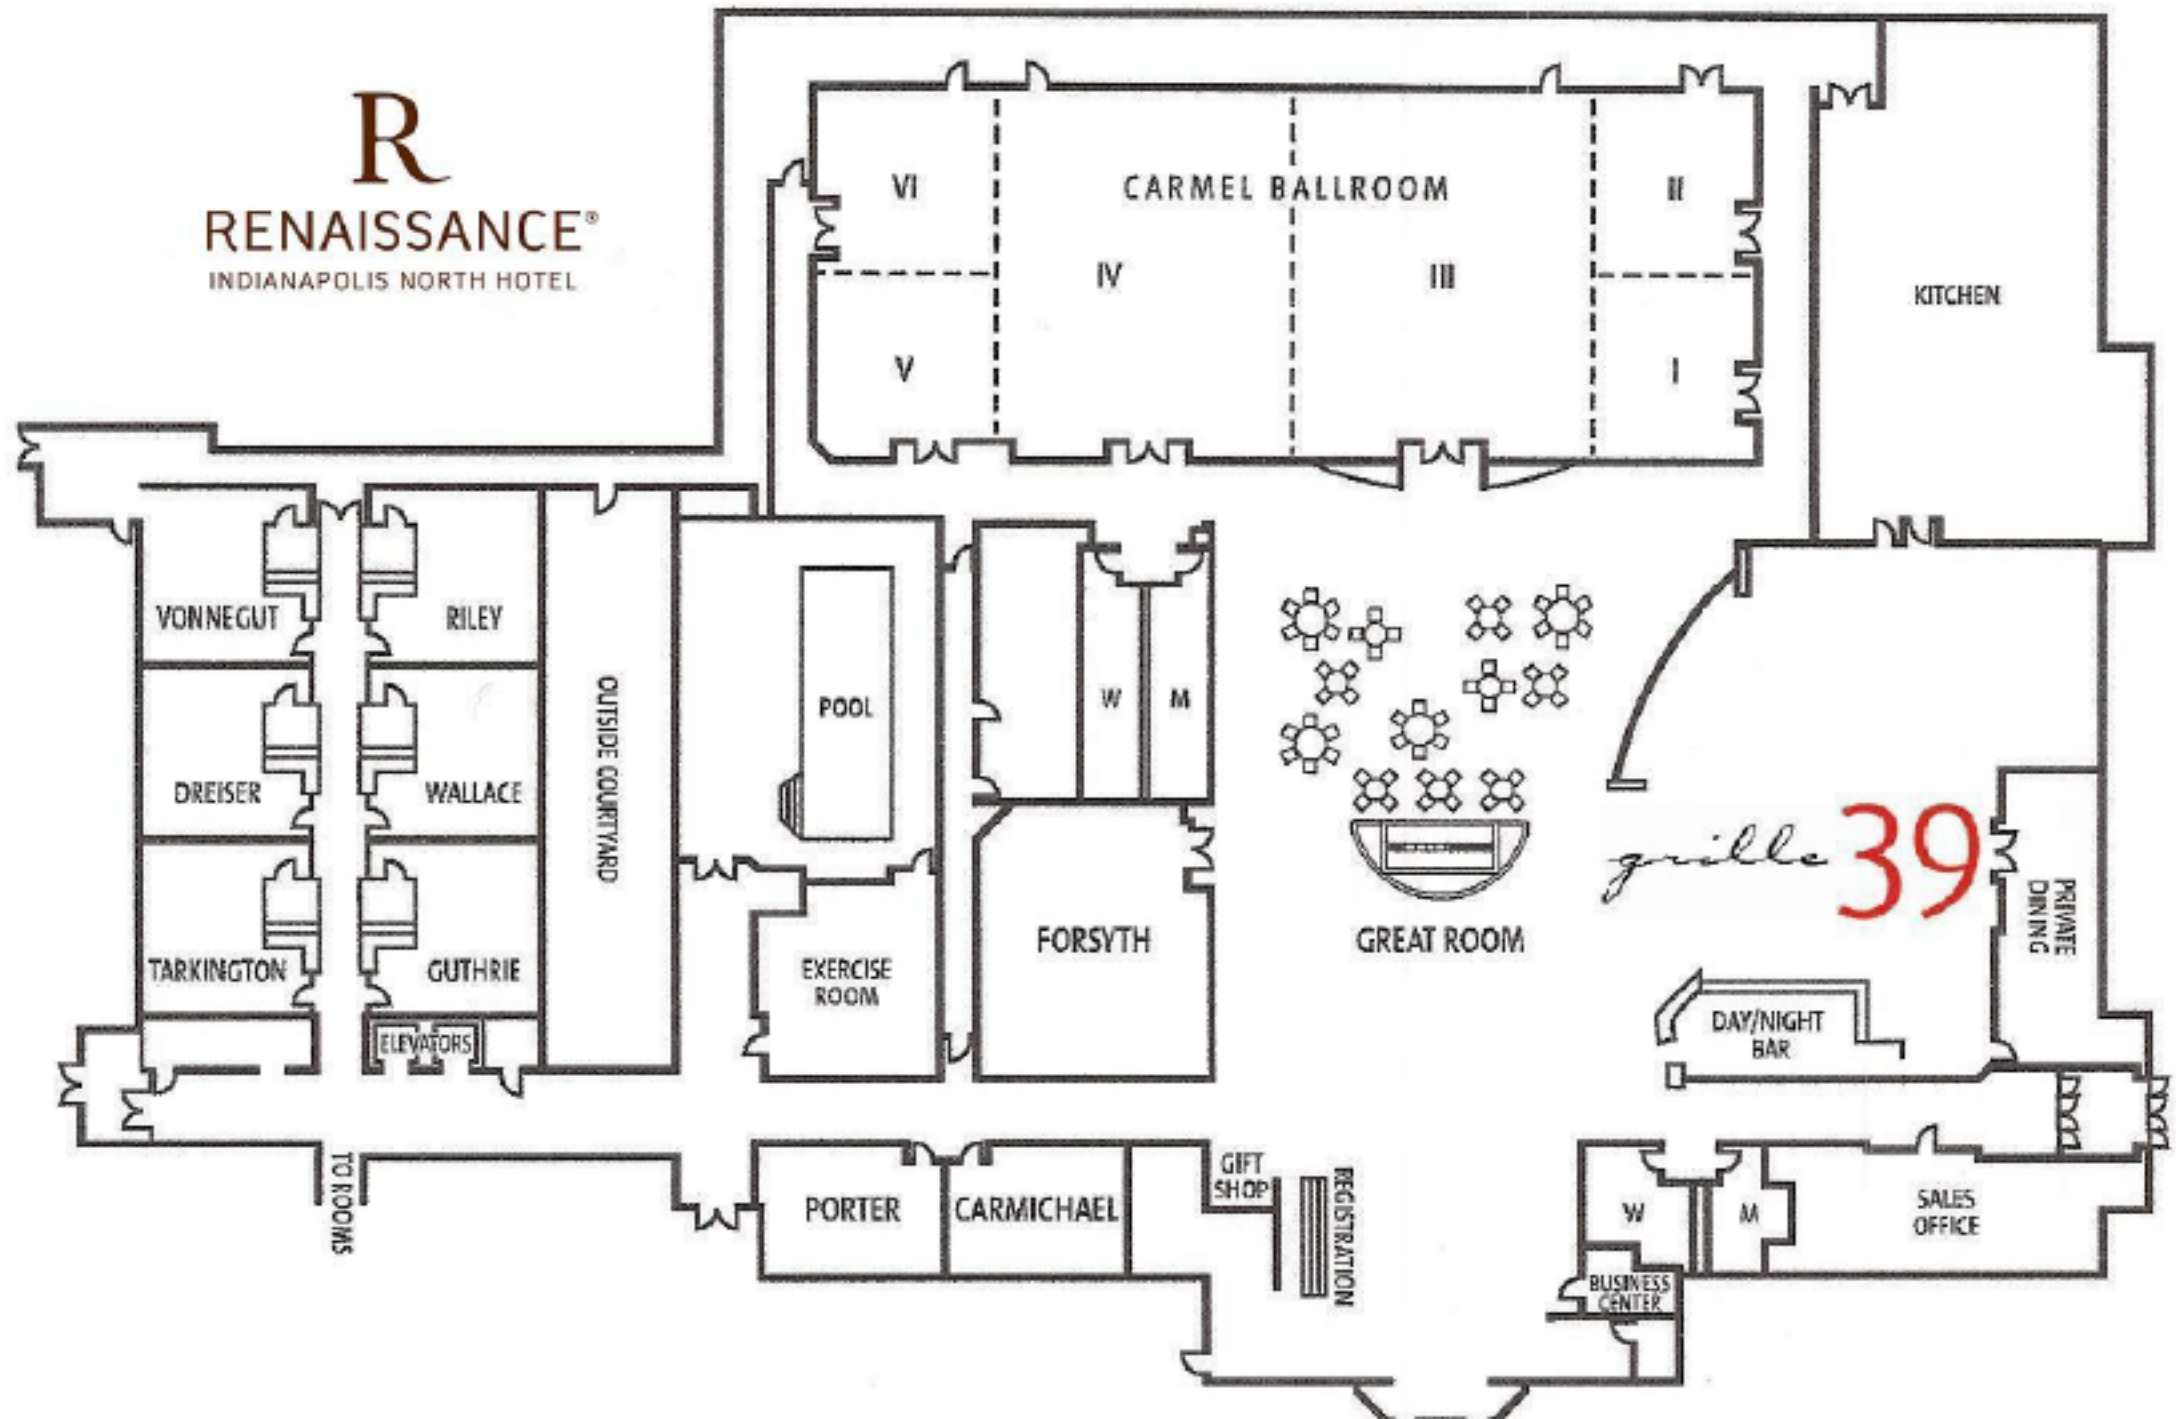 R
RENAISSANCE®
INDIANAPOLIS NORTH HOTEL
VI
CARMEL BALLROOM
II
IV
III
V
I
KITCHEN
VONNEGUT
RILEY
DREISER
WALLACE
TARKINGTON
GUTHRIE
ELEVATORS
OUTSIDE COURTYARD
POOL
W
M
EXERCISE
ROOM
FORSYTH
GREAT ROOM
grille 39
PRIVATE
DINING
DAY/NIGHT
BAR
TO ROOMS
PORTER
CARMICHAEL
GIFT
SHOP
REGISTRATION
W
M
SALES
OFFICE
BUSINESS
CENTER